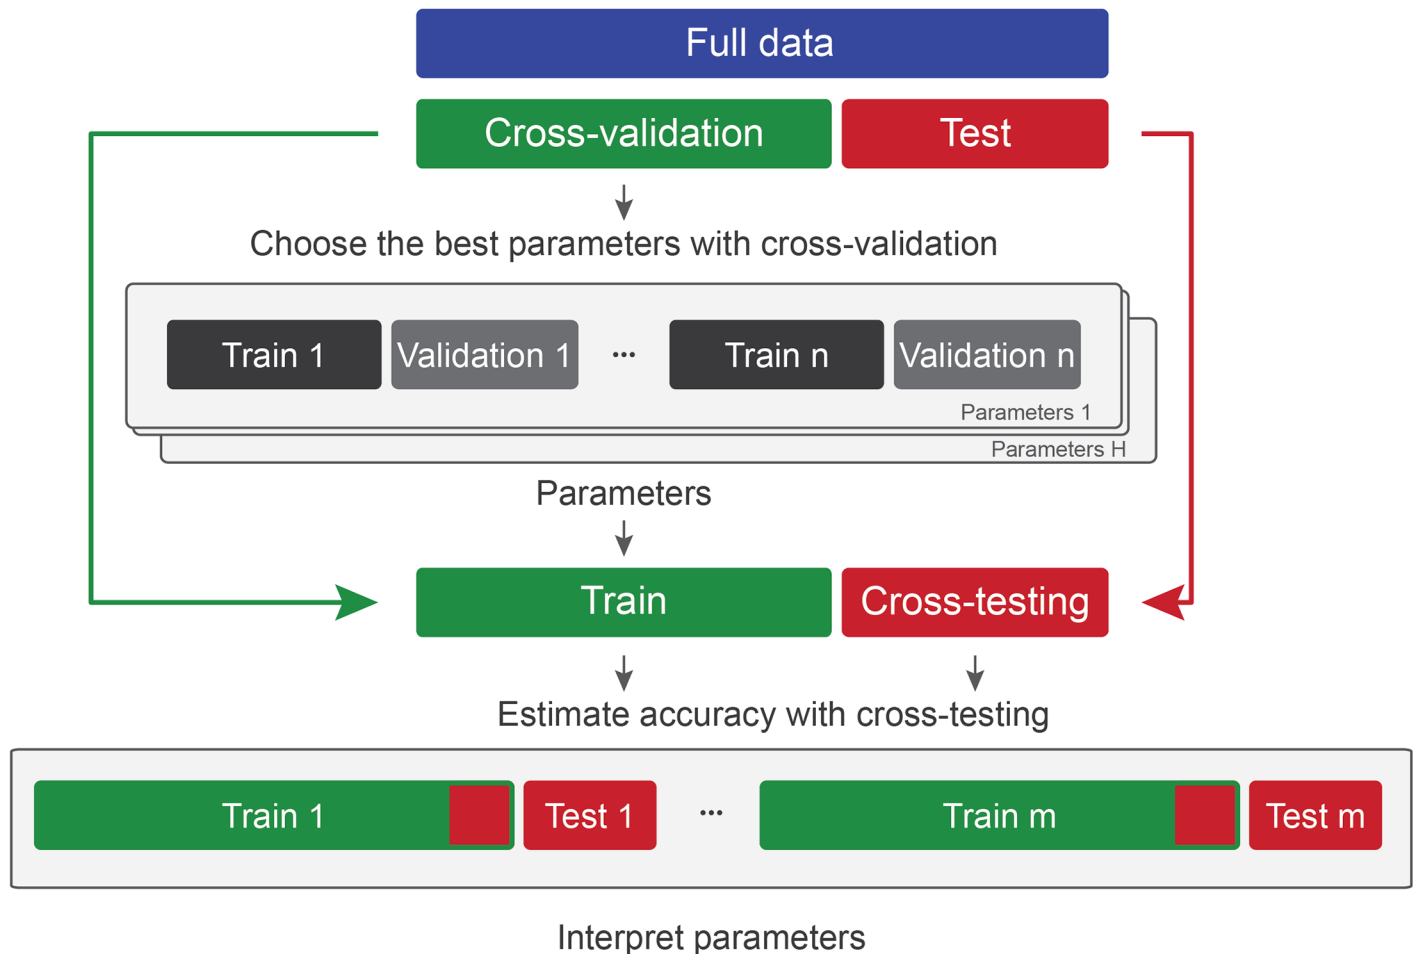 Full data
Cross-validation Test
Choose the best parameters with cross-validation
Train 1 Validation 1 ... Train n Validation n
Parameters 1
Parameters H
Parameters
Train Cross-testing
Estimate accuracy with cross-testing
Train 1 Test 1 ... Train m Test m
Interpret parameters